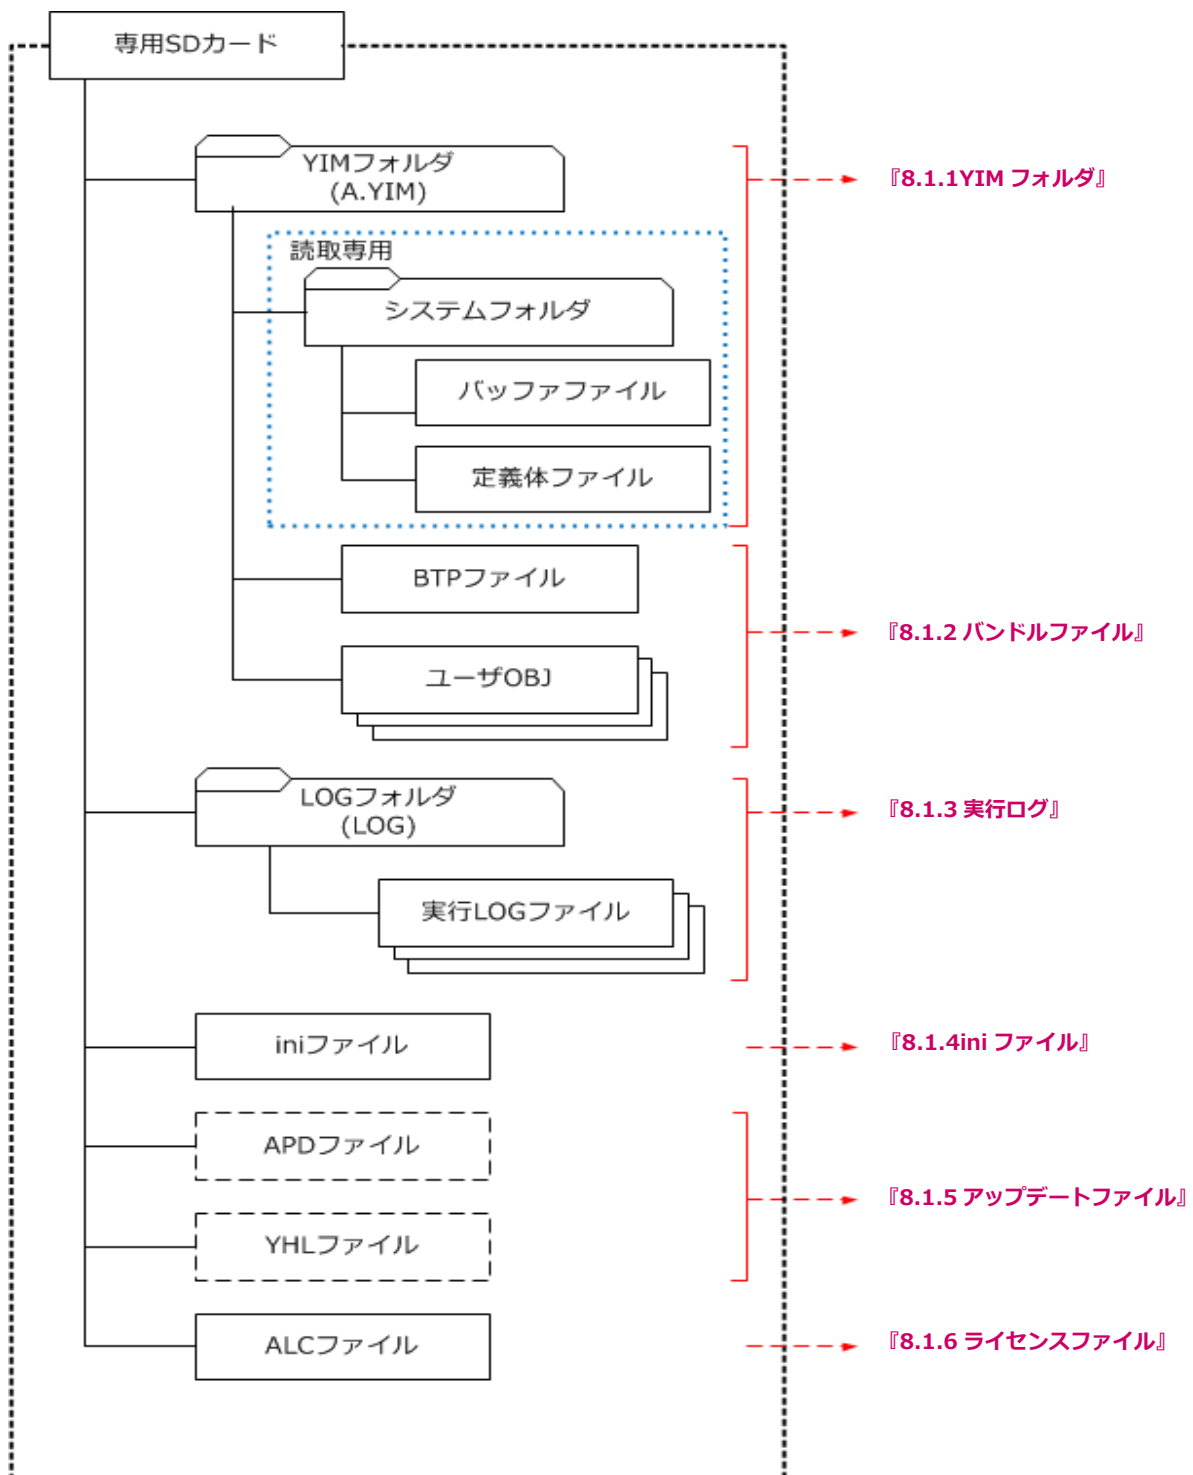 専用SDカード
YIMフォルダ
(A.YIM)
『8.1.1YIM フォルダ』
読取専用
システムフォルダ
バッファファイル
定義体ファイル
BTPファイル
『8.1.2 バンドルファイル』
ユーザOBJ
LOGフォルダ
(LOG)
『8.1.3 実行ログ』
実行LOGファイル
iniファイル
『8.1.4ini ファイル』
APDファイル
『8.1.5 アップデートファイル』
YHLファイル
ALCファイル
『8.1.6 ライセンスファイル』